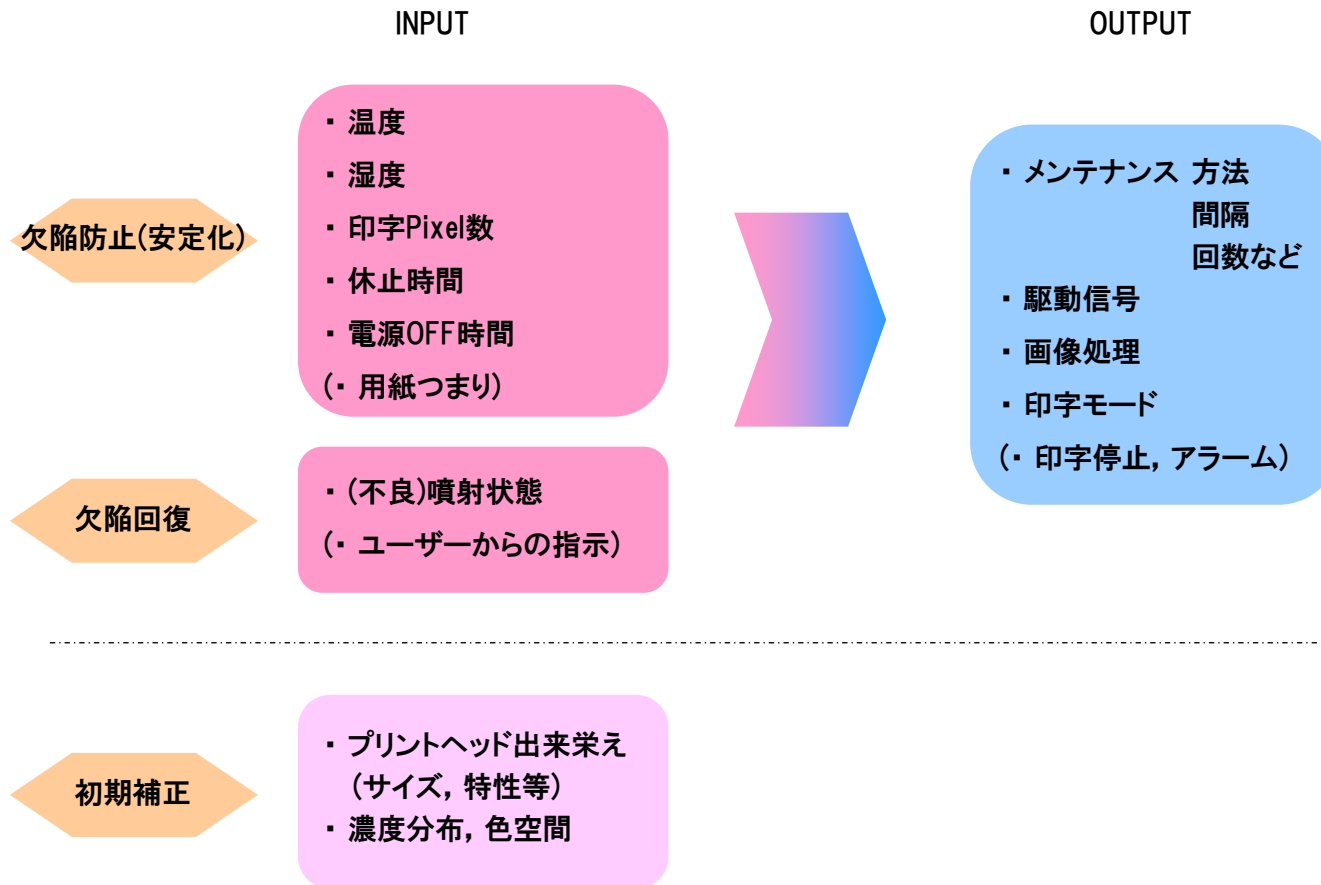 INPUT
OUTPUT
欠陥防止(安定化)
・ 温度
・ 湿度
・ 印字Pixel数
・ 休止時間
・ 電源OFF時間
(・ 用紙つまり)
・ メンテナンス 方法
間隔
回数など
・ 駆動信号
・ 画像処理
・ 印字モード
(・ 印字停止, アラーム)
欠陥回復
・ (不良)噴射状態
(・ ユーザーからの指示)
初期補正
・ プリントヘッド出来栄え
(サイズ, 特性等)
・ 濃度分布, 色空間